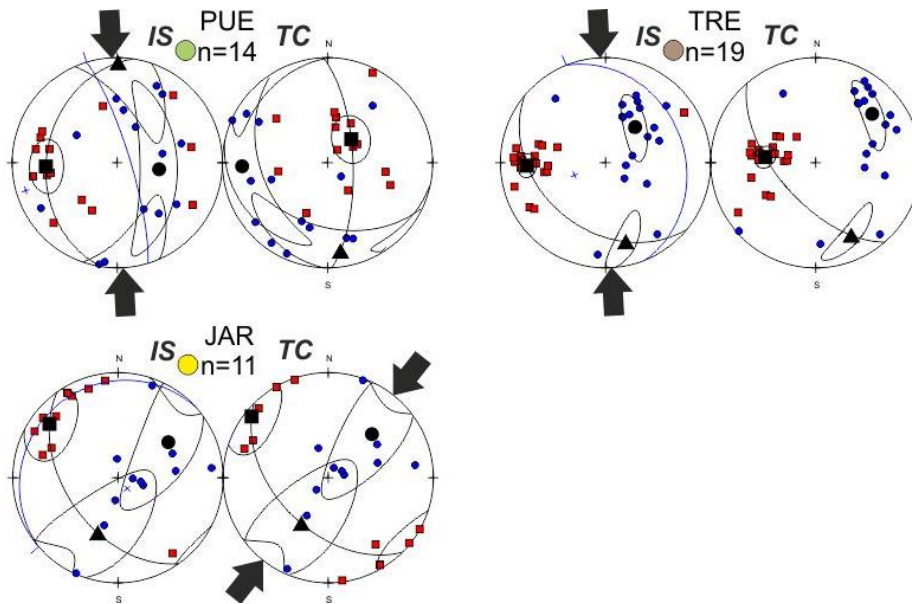 PUE
IS n=14 TC
N
S
TRE
IS n=19 TC
N
S
JAR
IS n=11 TC
N N
S S